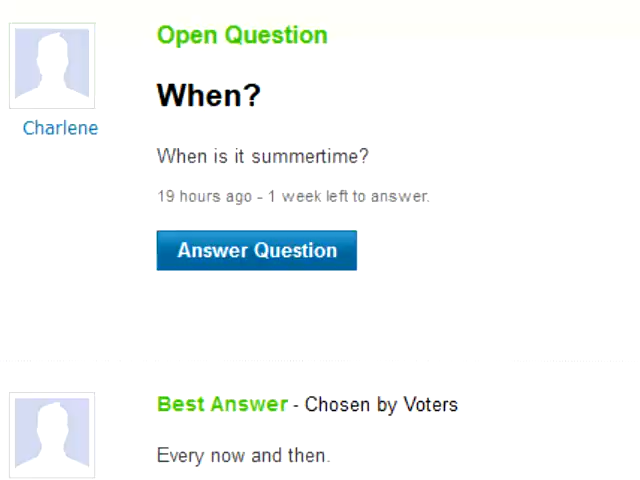 Open Question
When?
Charlene
When is it summertime?
19 hours ago - 1 week left to answer.
Answer Question
Best Answer - Chosen by Voters
Every now and then.